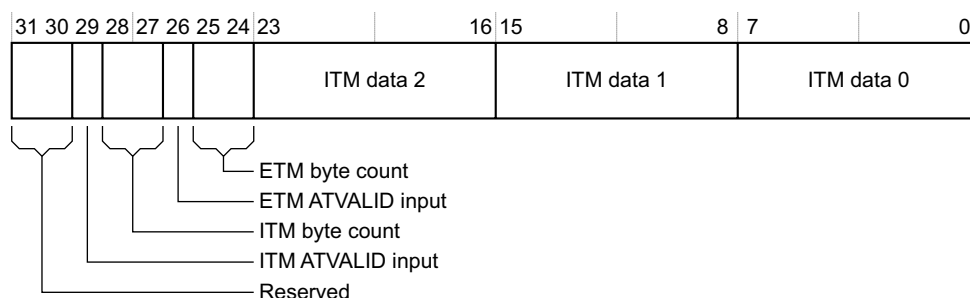 31 30 29 28 27 26 25 24 23 16 15 8 7 0
ITM data 2 ITM data 1 ITM data 0
ETM byte count
ETM ATVALID input
ITM byte count
ITM ATVALID input
Reserved